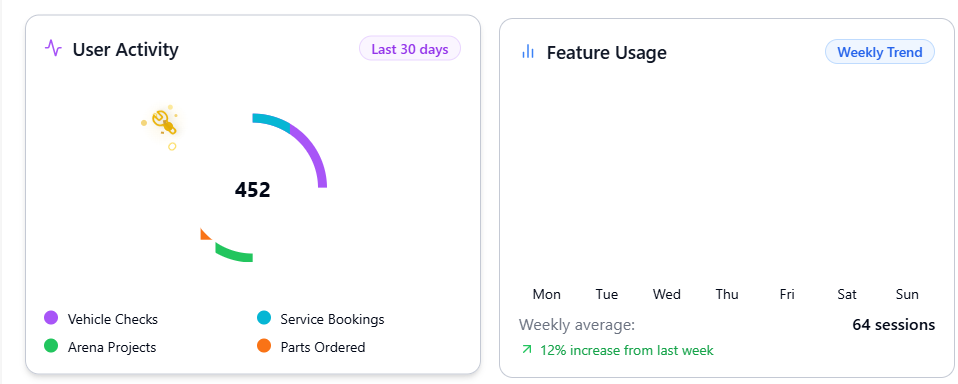 User Activity
Last 30 days
452
Vehicle Checks
Service Bookings
Arena Projects
Parts Ordered
Feature Usage
Weekly Trend
Mon Tue Wed Thu Fri Sat Sun
Weekly average: 64 sessions
12% increase from last week